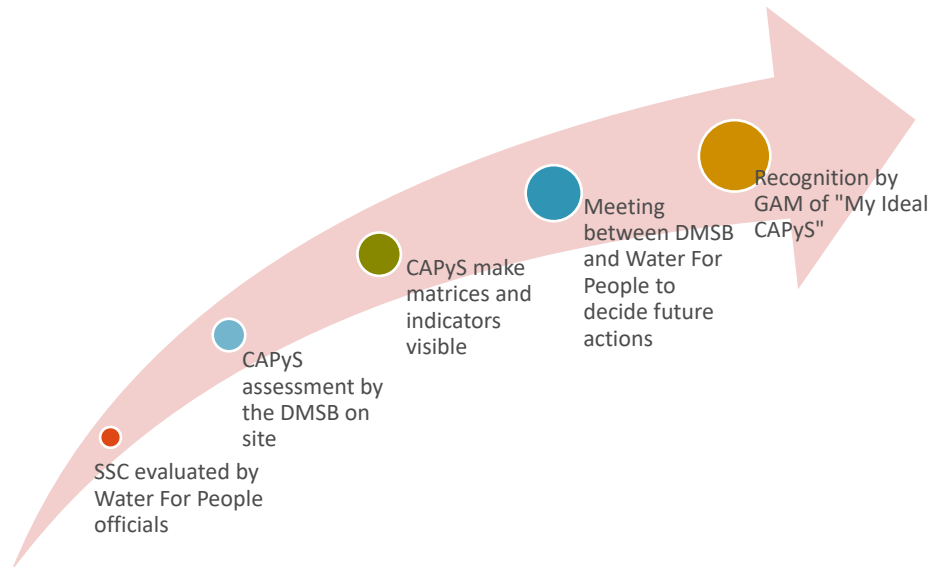 SSC evaluated by
Water For People
officials
CAPyS
assessment by
the DMSB on
site
CAPyS make
matrices and
indicators
visible
Meeting
between DMSB
and Water For
People to
decide future
actions
Recognition by
GAM of "My Ideal
CAPyS"